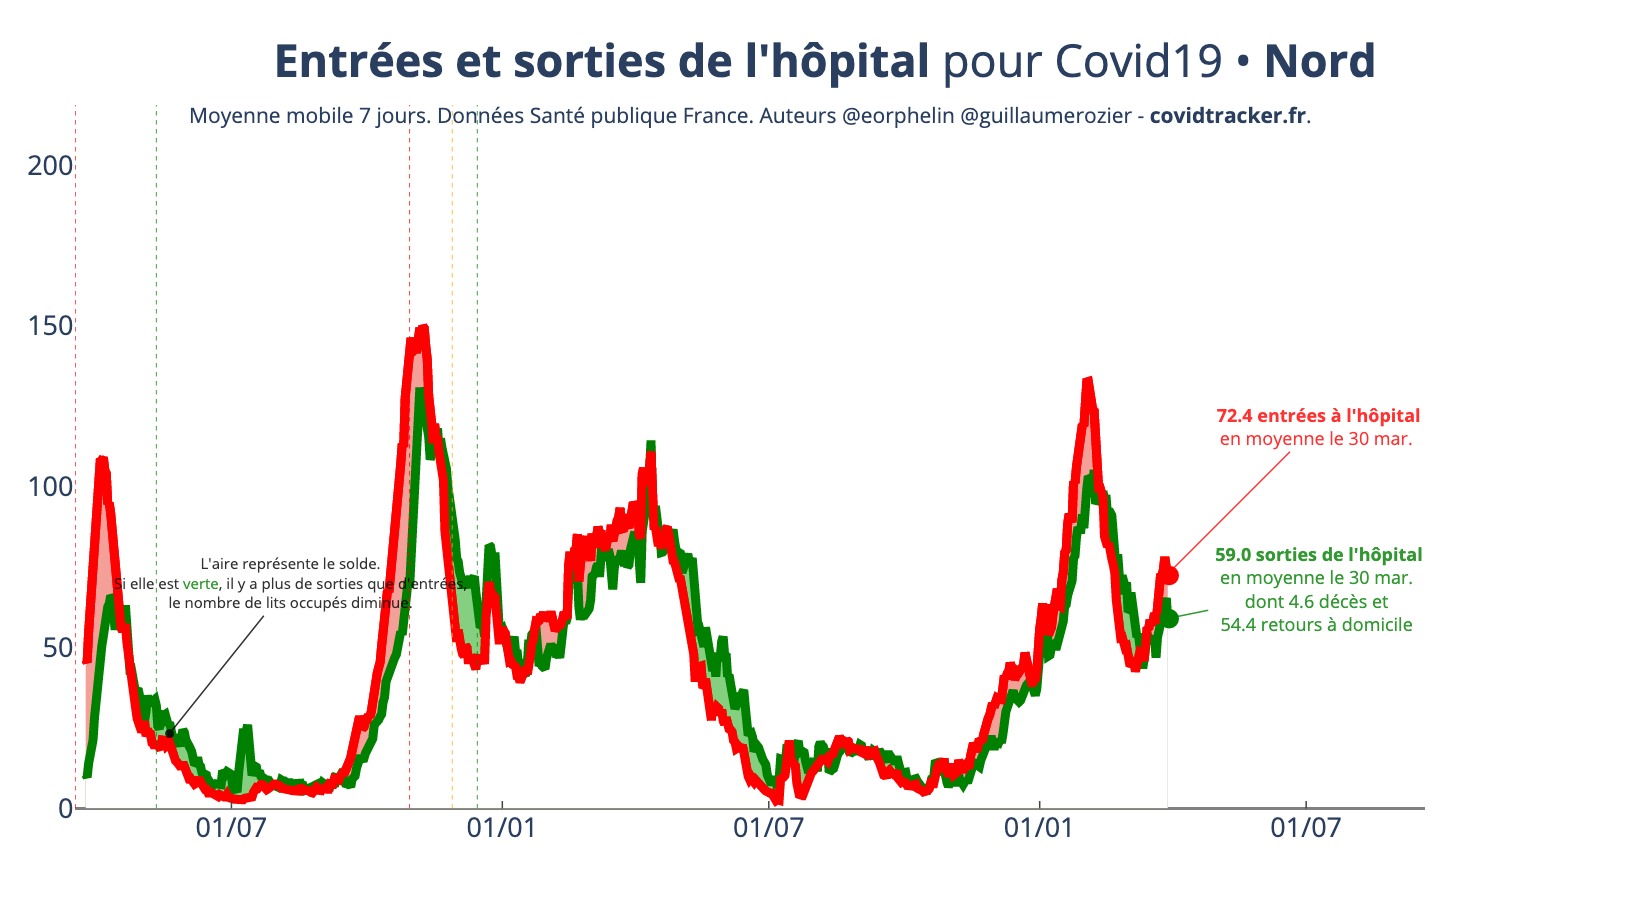 Entrées et sorties de l'hôpital pour Covid19 • Nord
Moyenne mobile 7 jours. Données Santé publique France. Auteurs @eorphelin @guillaumerozier - covidtracker.fr.
200
150
100
50
0
L'aire représente le solde.
Si elle est verte, il y a plus de sorties que d'entrées,
le nombre de lits occupés diminue.
72.4 entrées à l'hôpital
en moyenne le 30 mar.
59.0 sorties de l'hôpital
en moyenne le 30 mar.
dont 4.6 décès et
54.4 retours à domicile
01/07
01/01
01/07
01/01
01/07